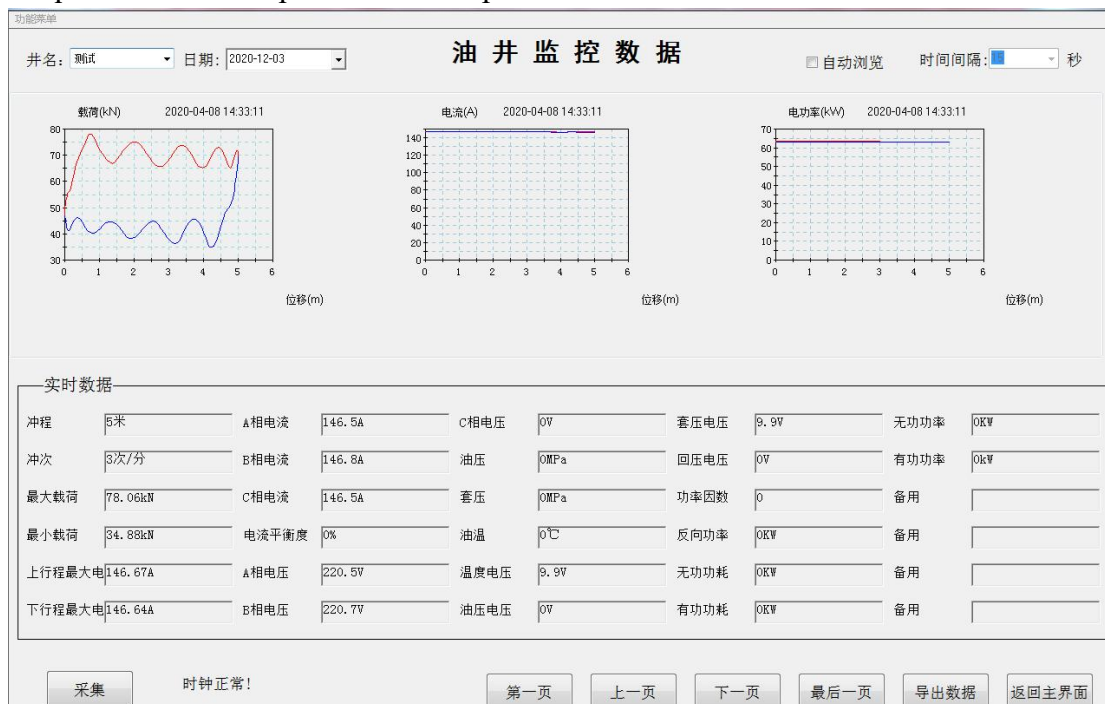 功能菜单
井名: 测试 日期: 2020-12-03 油井监控数据 自动浏览 时间间隔: 秒
载荷(kN) 2020-04-08 14:33:11 电流(A) 2020-04-08 14:33:11 电功率(KW) 2020-04-08 14:33:11
80 140 70
70 120 60
60 100 50
50 80 40
40 60 30
30 40 20
20 10
0 0
0 1 2 3 4 5 6 0 1 2 3 4 5 6 0 1 2 3 4 5 6
位移(m) 位移(m) 位移(m)
实时数据
冲程 5米 A相电流 146.5A C相电压 0V 套压电压 9.9V 无功功率 0KW
冲次 3次/分 B相电流 146.8A 油压 0MPa 回压电压 0V 有功功率 0kW
最大载荷 78.06kN C相电流 146.5A 套压 0MPa 功率因数 0 备用
最小载荷 34.88kN 电流平衡度 0% 油温 0℃ 反向功率 0KW 备用
上行程最大电 146.67A A相电压 220.5V 温度电压 9.9V 无功功耗 0KW 备用
下行程最大电 146.64A B相电压 220.7V 油压电压 0V 有功功耗 0KW 备用
采集 时钟正常! 第一页 上一页 下一页 最后一页 导出数据 返回主界面